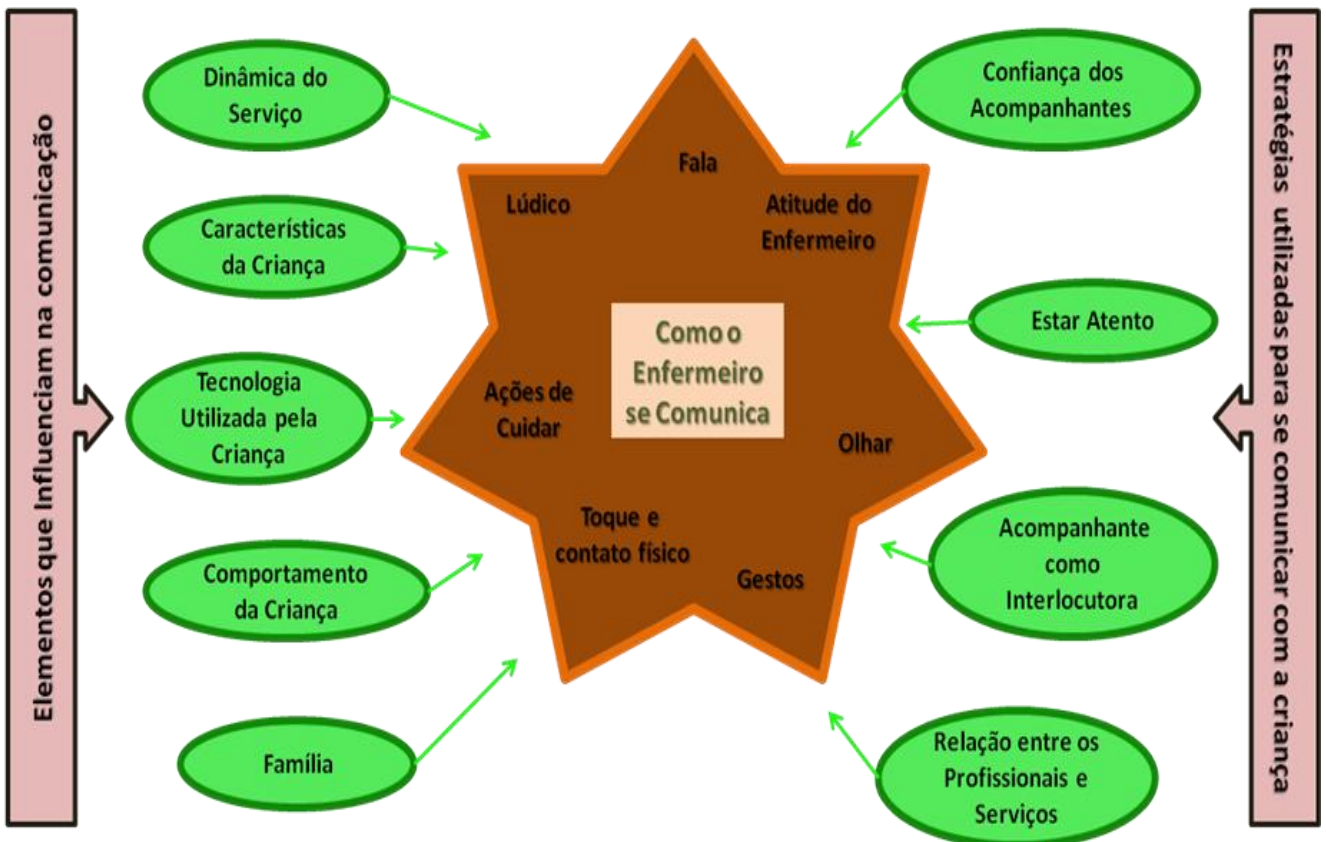 Elementos que Influenciam na comunicação
Dinâmica do
Serviço
Características
da Criança
Tecnologia
Utilizada pela
Criança
Comportamento
da Criança
Família
Fala
Lúdico
Atitude do
Enfermeiro
Como o
Enfermeiro
se Comunica
Ações de
Cuidar
Olhar
Toque e
contato físico
Gestos
Confiança dos
Acompanhantes
Estar Atento
Acompanhante
como
Interlocutora
Relação entre os
Profissionais e
Serviços
Estratégias utilizadas para se comunicar com a criança